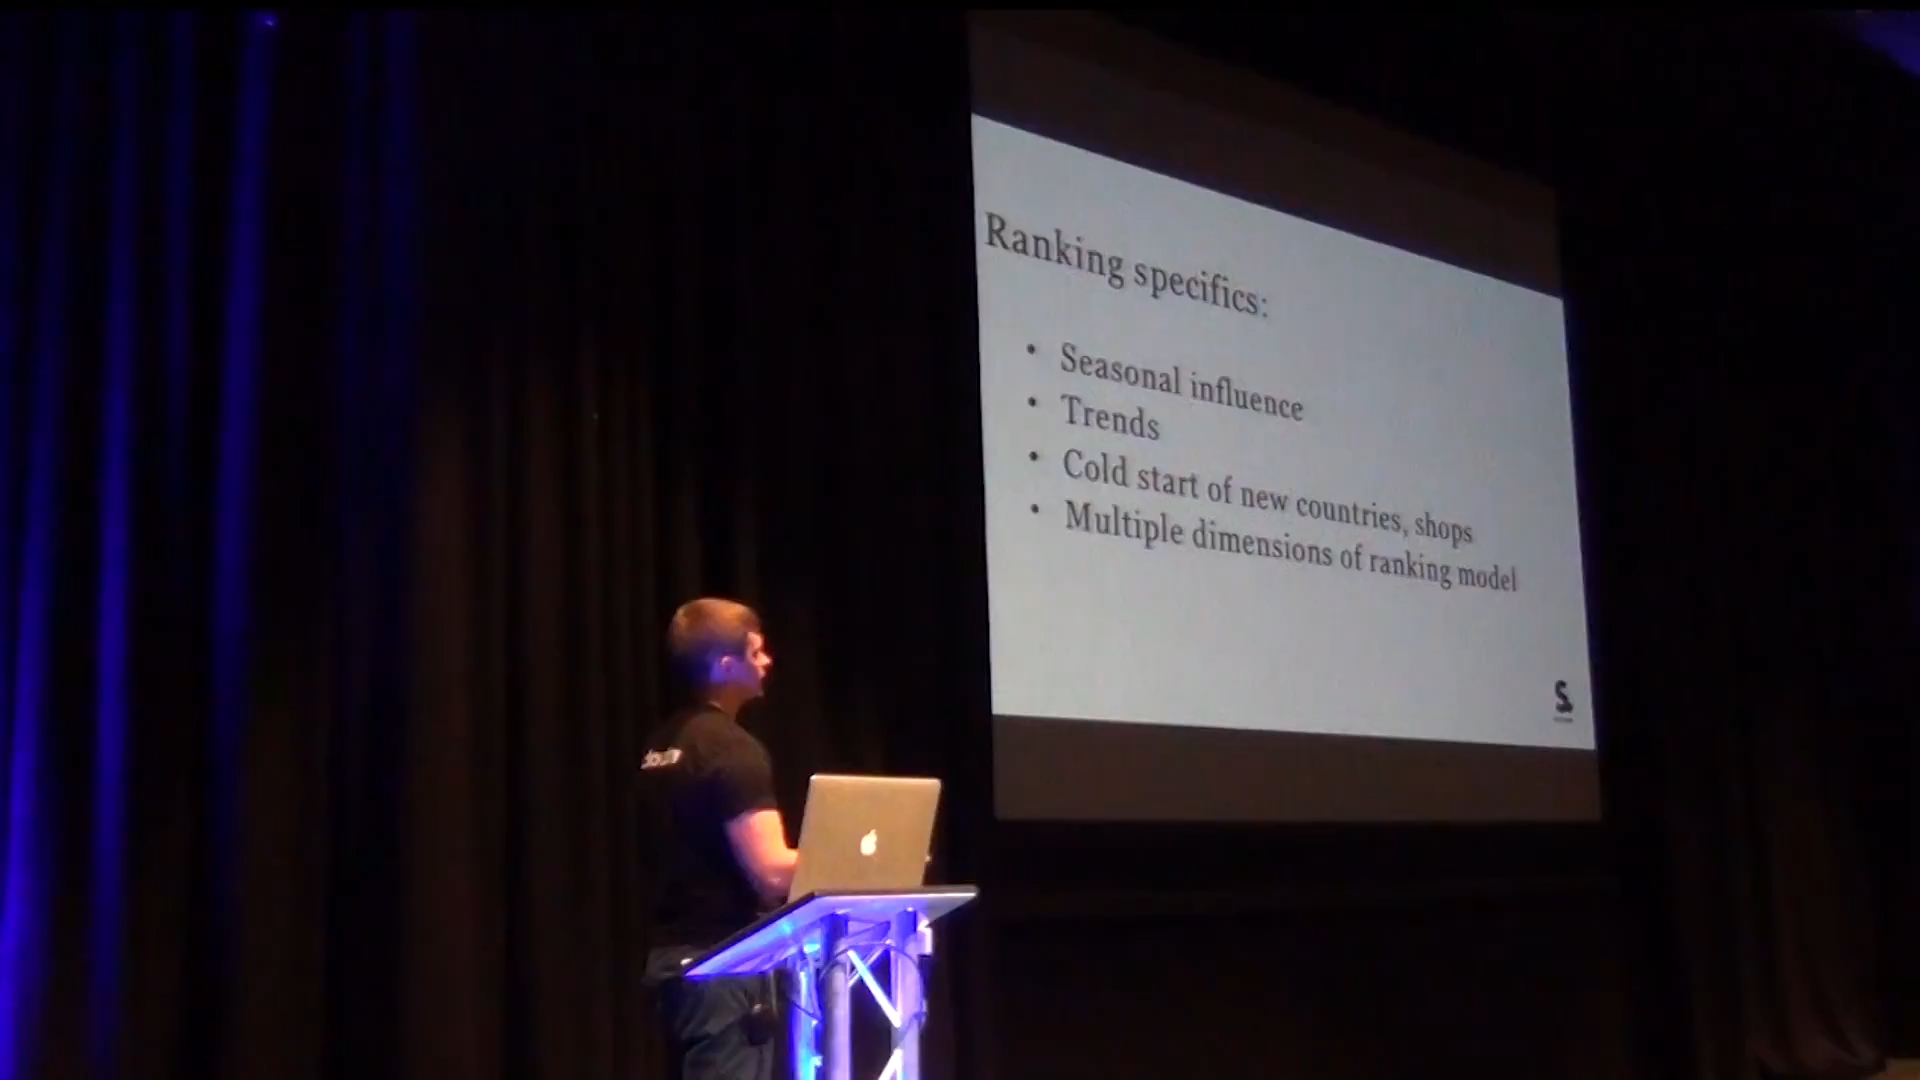 Ranking specifics:
• Seasonal influence
• Trends
• Cold start of new countries, shops
• Multiple dimensions of ranking model
S